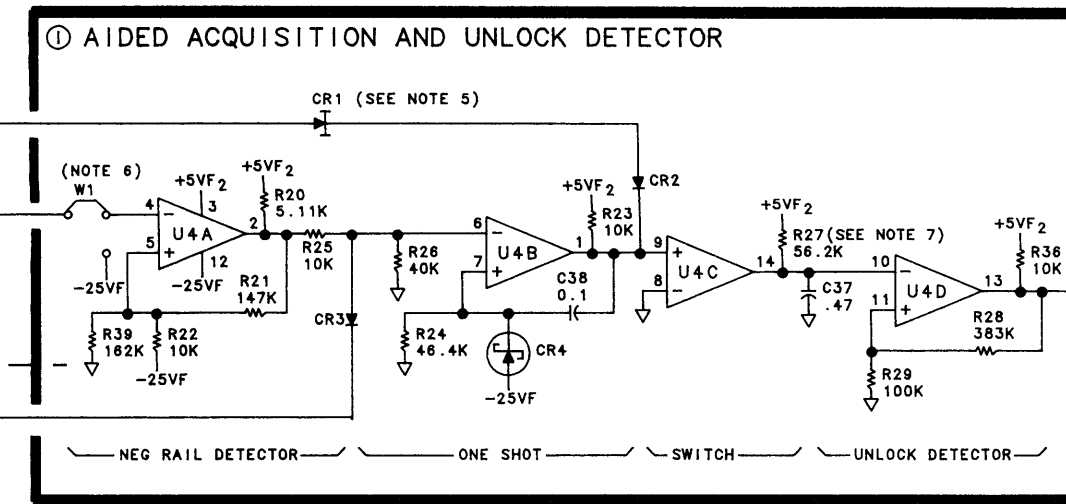 ① AIDED ACQUISITION AND UNLOCK DETECTOR
CR1 (SEE NOTE 5)
(NOTE 6)
W1
+5VF2
3
4
−
U4A
2
5
+
12
-25VF
-25VF
+5VF2
R20
5.11K
R25
10K
R21
147K
R39
162K
R22
10K
-25VF
CR3
R26
40K
6
−
U4B
1
7
+
R24
46.4K
CR4
-25VF
C38
0.1
+5VF2
R23
10K
CR2
9
+
U4C
14
8
−
+5VF2
R27(SEE NOTE 7)
56.2K
C37
.47
10
−
U4D
13
11
+
+5VF2
R36
10K
R28
383K
R29
100K
NEG RAIL DETECTOR
ONE SHOT
SWITCH
UNLOCK DETECTOR